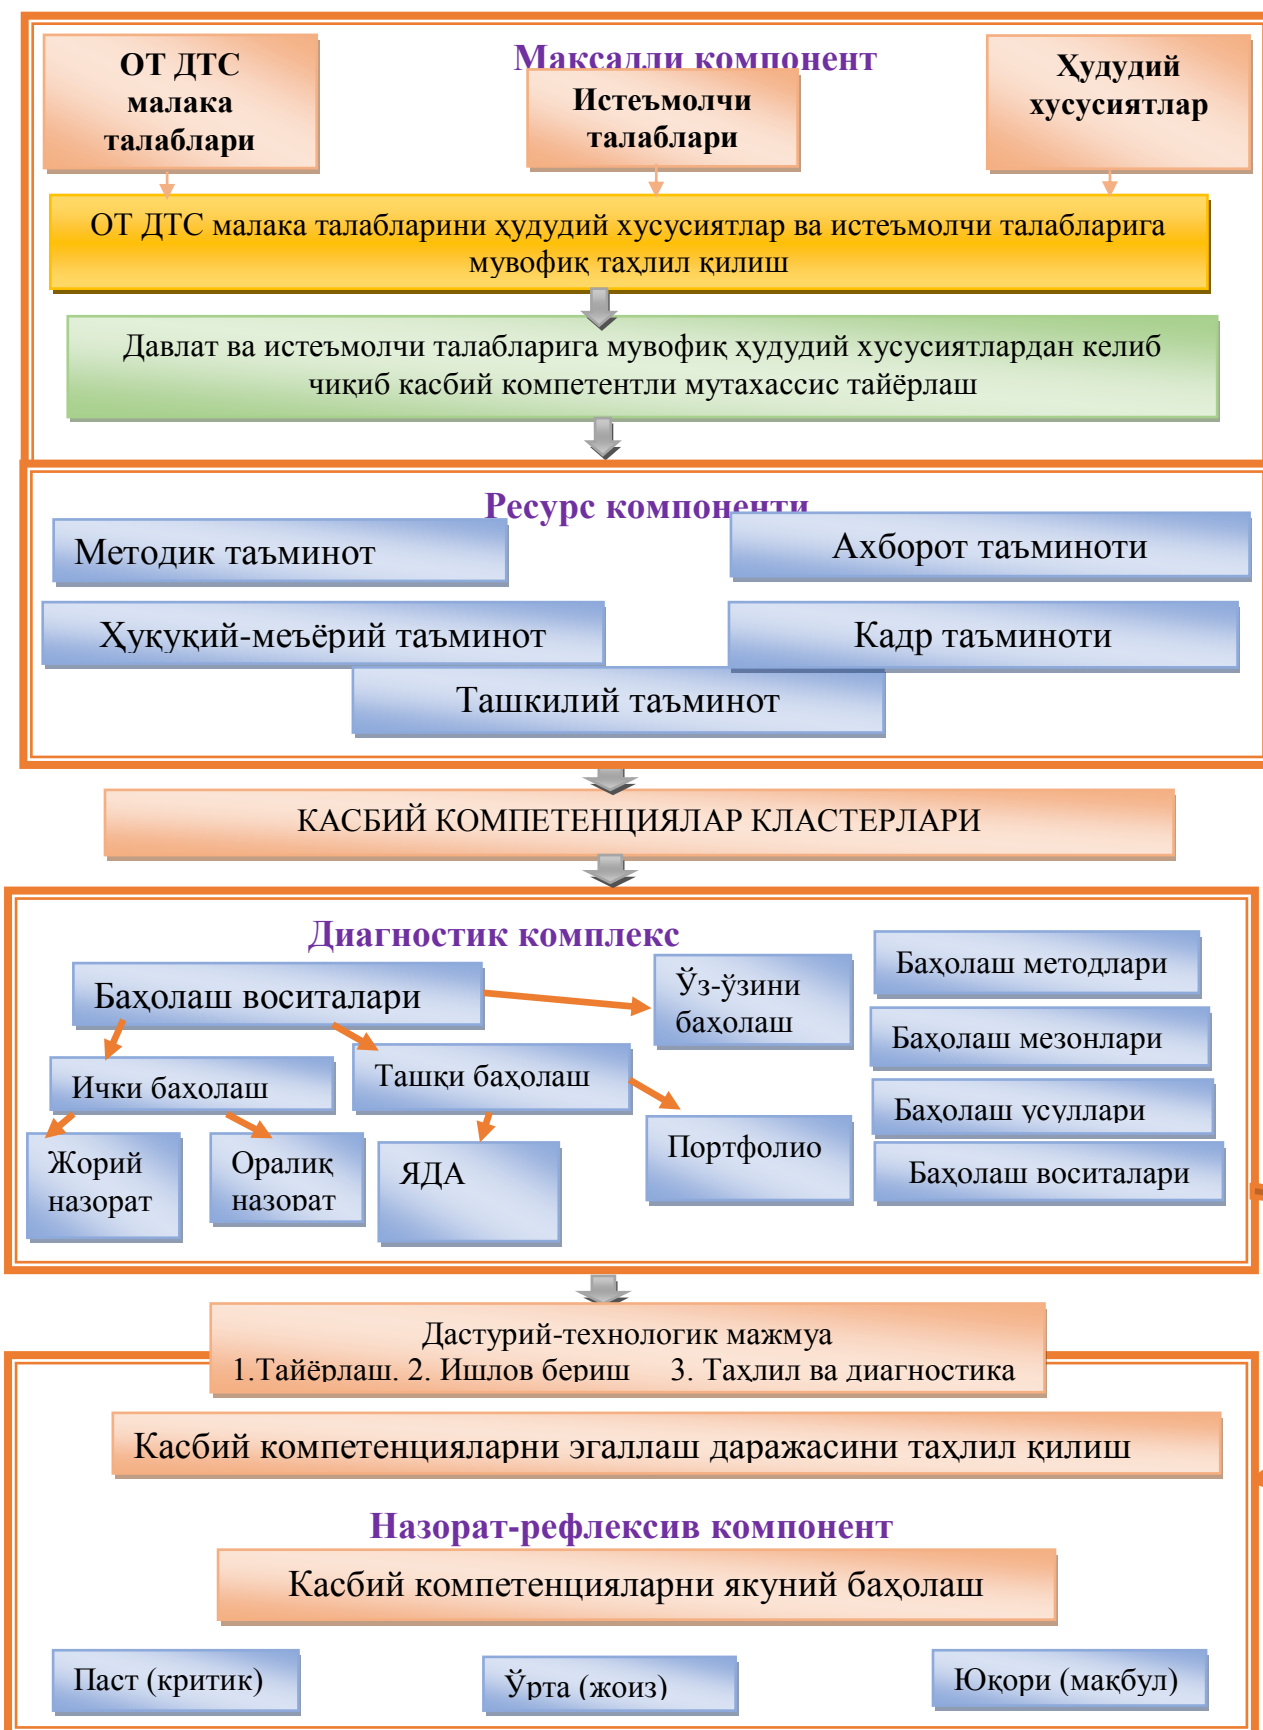 Мақсадли компонент
ОТ ДТС
малака
талаблари
Истеъмолчи
талаблари
Ҳудудий
хусусиятлар
ОТ ДТС малака талабларини ҳудудий хусусиятлар ва истеъмолчи талабларига
мувофиқ таҳлил қилиш
Давлат ва истеъмолчи талабларига мувофиқ ҳудудий хусусиятлардан келиб
чиқиб касбий компетентли мутахассис тайёрлаш
Ресурс компоненти
Методик таъминот
Ахборот таъминоти
Ҳуқуқий-меъёрий таъминот
Кадр таъминоти
Ташкилий таъминот
КАСБИЙ КОМПЕТЕНЦИЯЛАР КЛАСТЕРЛАРИ
Диагностик комплекс
Баҳолаш воситалари
Ўз-ўзини
баҳолаш
Баҳолаш методлари
Баҳолаш мезонлари
Ички баҳолаш
Ташқи баҳолаш
Баҳолаш усуллари
Жорий
назорат
Оралиқ
назорат
ЯДА
Портфолио
Баҳолаш воситалари
Дастурий-технологик мажмуа
1.Тайёрлаш. 2. Ишлов бериш 3. Таҳлил ва диагностика
Касбий компетенцияларни эгаллаш даражасини таҳлил қилиш
Назорат-рефлексив компонент
Касбий компетенцияларни якуний баҳолаш
Паст (критик)
Ўрта (жоиз)
Юқори (мақбул)